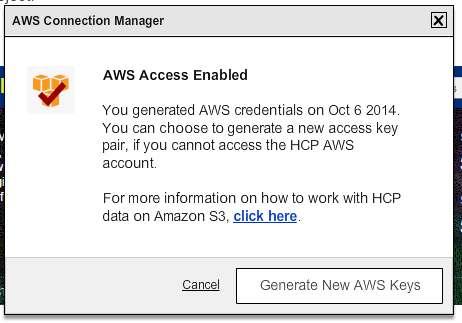 AWS Connection Manager
AWS Access Enabled
You generated AWS credentials on Oct 6 2014.
You can choose to generate a new access key
pair, if you cannot access the HCP AWS
account.
For more information on how to work with HCP
data on Amazon S3, click here.
Cancel
Generate New AWS Keys